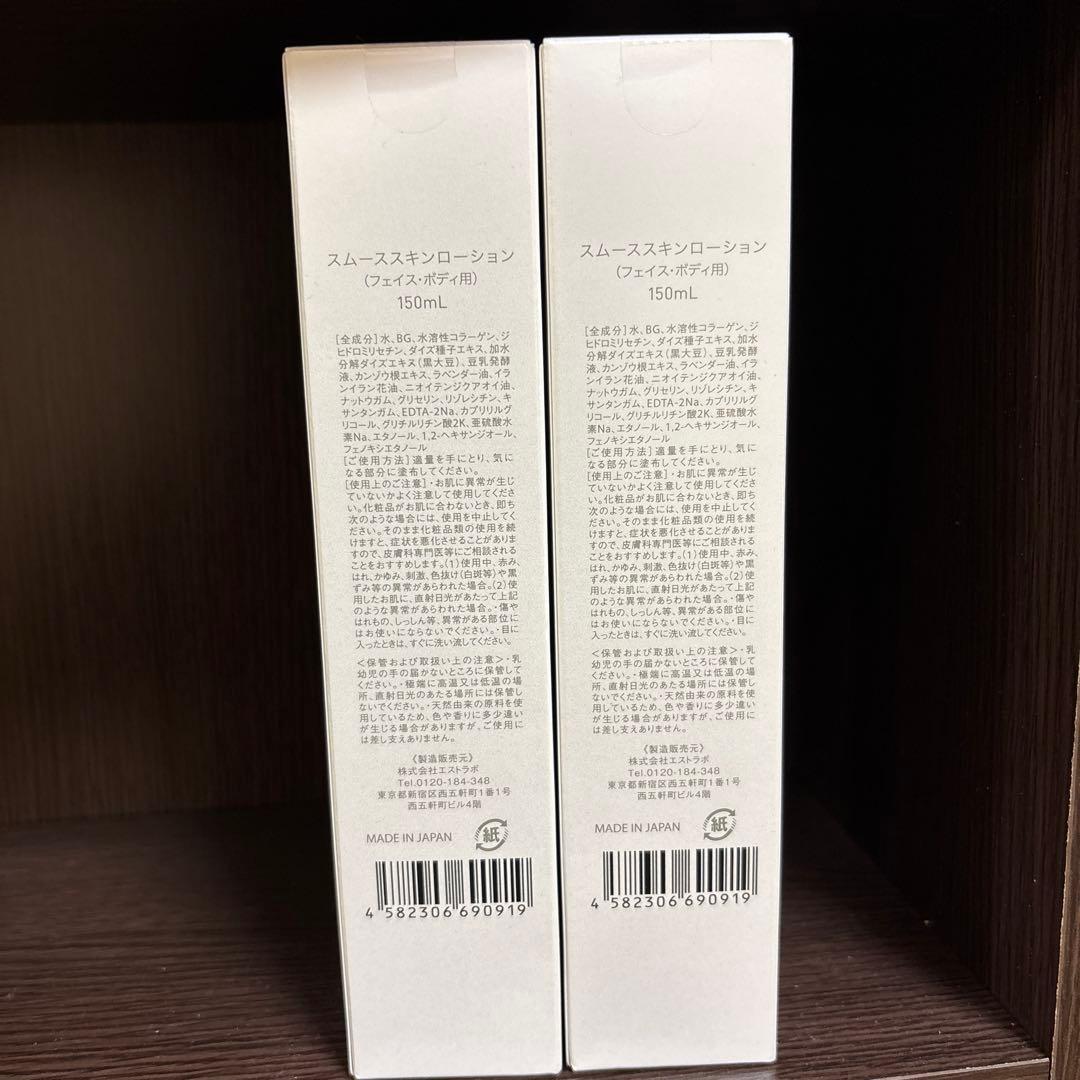 スムーススキンローション
（フェイス・ボディ用）
150mL
[全成分]水、BG、水溶性コラーゲン、ジ
ヒドロミリセチン、ダイズ種子エキス、加水
分解ダイズエキス（黒大豆）、豆乳発酵
液、カンゾウ根エキス、ラベンダー油、イラ
ンイラン花油、ニオイテンジクアオイ油、
ナットウガム、グリセリン、リゾレシチン、キ
サンタンガム、EDTA-2Na、カプリリルグ
リコール、グリチルリチン酸2K、亜硫酸水
素Na、エタノール、1,2-ヘキサンジオール、
フェノキシエタノール
[ご使用方法]適量を手にとり、気に
なる部分に塗布してください。
[使用上のご注意]・お肌に異常が生じ
ていないかよく注意して使用してくださ
い。化粧品がお肌に合わないとき、即ち
次のような場合には、使用を中止してく
ださい。そのまま化粧品類の使用を続
けますと、症状を悪化させることがありま
すので、皮膚科専門医等にご相談される
ことをおすすめします。(1)使用中、赤み、
はれ、かゆみ、刺激、色抜け(白斑等)や黒
ずみ等の異常があらわれた場合。(2)使
用したお肌に、直射日光があたって上記
のような異常があらわれた場合。・傷や
はれもの、しっしん等、異常がある部位に
はお使いにならないでください。・目に
入ったときは、すぐに洗い流してください。
＜保管および取扱い上の注意＞・乳
幼児の手の届かないところに保管して
ください。・極端に高温又は低温の場
所、直射日光のあたる場所には保管し
ないでください。・天然由来の原料を使
用しているため、色や香りに多少違い
が生じる場合がありますが、ご使用に
は差し支えありません。
《製造販売元》
株式会社エストラボ
Tel.0120-184-348
東京都新宿区西五軒町1番1号
西五軒町ビル4階
MADE IN JAPAN
紙
4 582306 690919
スムーススキンローション
（フェイス・ボディ用）
150mL
[全成分]水、BG、水溶性コラーゲン、ジ
ヒドロミリセチン、ダイズ種子エキス、加水
分解ダイズエキス（黒大豆）、豆乳発酵
液、カンゾウ根エキス、ラベンダー油、イラ
ンイラン花油、ニオイテンジクアオイ油、
ナットウガム、グリセリン、リゾレシチン、キ
サンタンガム、EDTA-2Na、カプリリルグ
リコール、グリチルリチン酸2K、亜硫酸水
素Na、エタノール、1,2-ヘキサンジオール、
フェノキシエタノール
[ご使用方法]適量を手にとり、気に
なる部分に塗布してください。
[使用上のご注意]・お肌に異常が生じ
ていないかよく注意して使用してくださ
い。化粧品がお肌に合わないとき、即ち
次のような場合には、使用を中止してく
ださい。そのまま化粧品類の使用を続
けますと、症状を悪化させることがありま
すので、皮膚科専門医等にご相談される
ことをおすすめします。(1)使用中、赤み、
はれ、かゆみ、刺激、色抜け(白斑等)や黒
ずみ等の異常があらわれた場合。(2)使
用したお肌に、直射日光があたって上記
のような異常があらわれた場合。・傷や
はれもの、しっしん等、異常がある部位に
はお使いにならないでください。・目に
入ったときは、すぐに洗い流してください。
＜保管および取扱い上の注意＞・乳
幼児の手の届かないところに保管して
ください。・極端に高温又は低温の場
所、直射日光のあたる場所には保管し
ないでください。・天然由来の原料を使
用しているため、色や香りに多少違い
が生じる場合がありますが、ご使用に
は差し支えありません。
《製造販売元》
株式会社エストラボ
Tel.0120-184-348
東京都新宿区西五軒町1番1号
西五軒町ビル4階
MADE IN JAPAN
紙
4 582306 690919